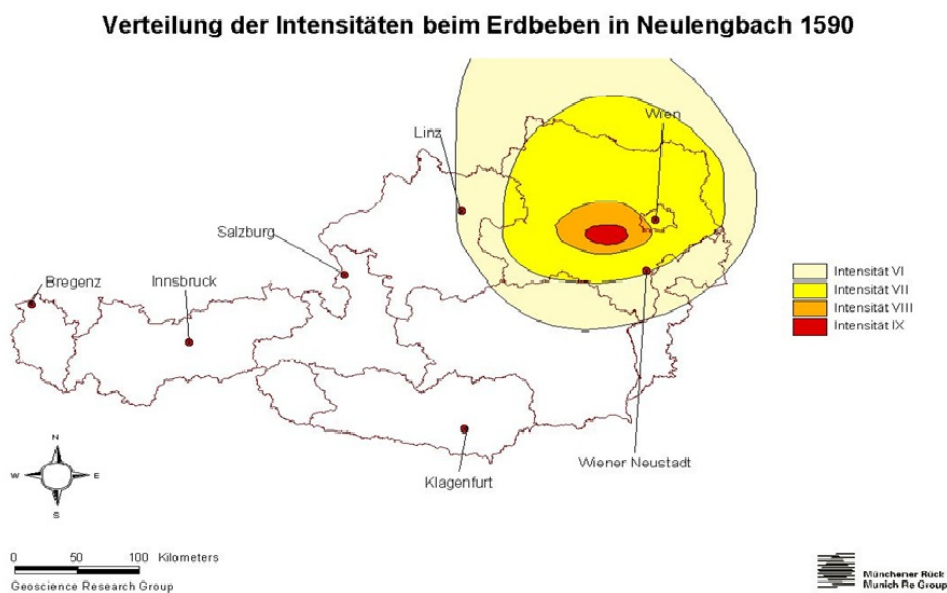 Verteilung der Intensitäten beim Erdbeben in Neulengbach 1590
Wien
Linz
Salzburg
Bregenz
Innsbruck
Intensität VI
Intensität VII
Intensität VIII
Intensität IX
Wiener Neustadt
Klagenfurt
N
W E
S
0 50 100 Kilometers
Geoscience Research Group
Münchener Rück
Munich Re Group